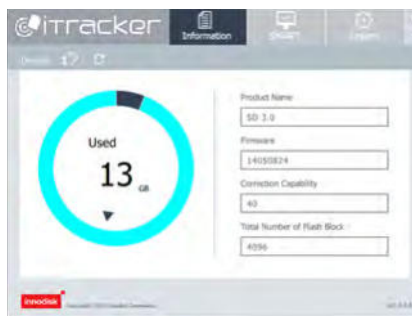 iTracker
Information
SMART
Used
13 GB
Product Name
SD 3.0
Firmware
14050824
Correction Capability
40
Total Number of Flash Block
4096
innodisk